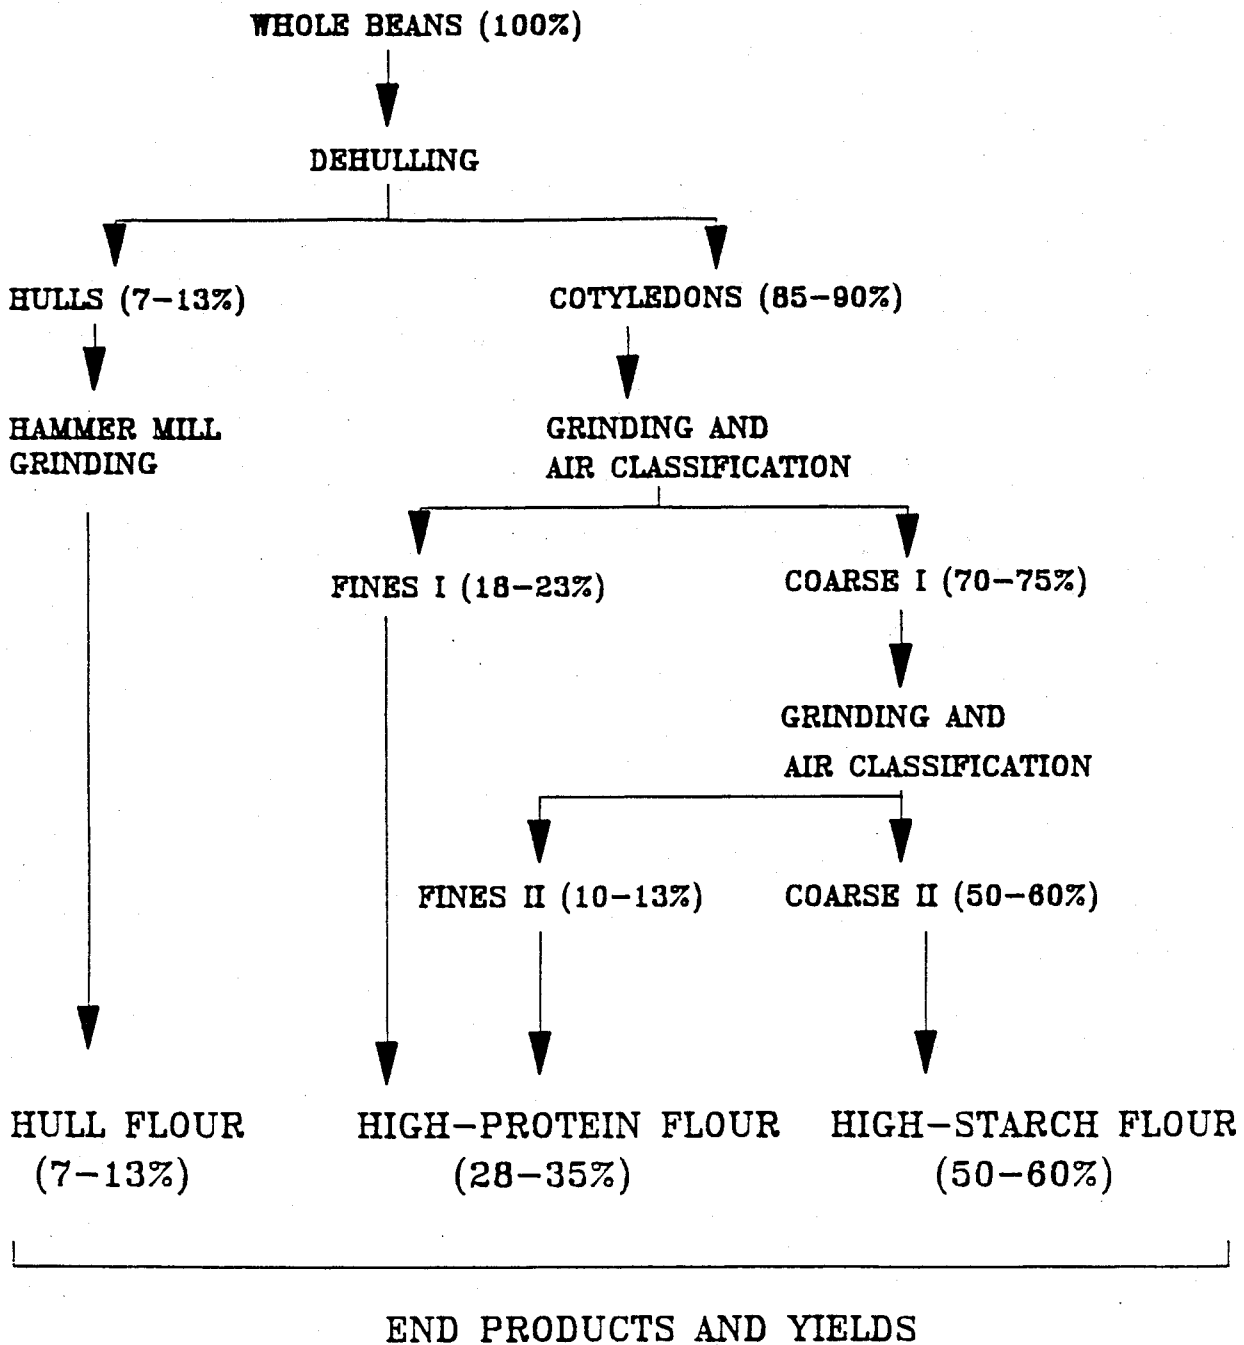 WHOLE BEANS (100%)
DEHULLING
HULLS (7-13%)
COTYLEDONS (85-90%)
HAMMER MILL
GRINDING
GRINDING AND
AIR CLASSIFICATION
FINES I (18-23%)
COARSE I (70-75%)
GRINDING AND
AIR CLASSIFICATION
FINES II (10-13%)
COARSE II (50-60%)
HULL FLOUR
(7-13%)
HIGH-PROTEIN FLOUR
(28-35%)
HIGH-STARCH FLOUR
(50-60%)
END PRODUCTS AND YIELDS